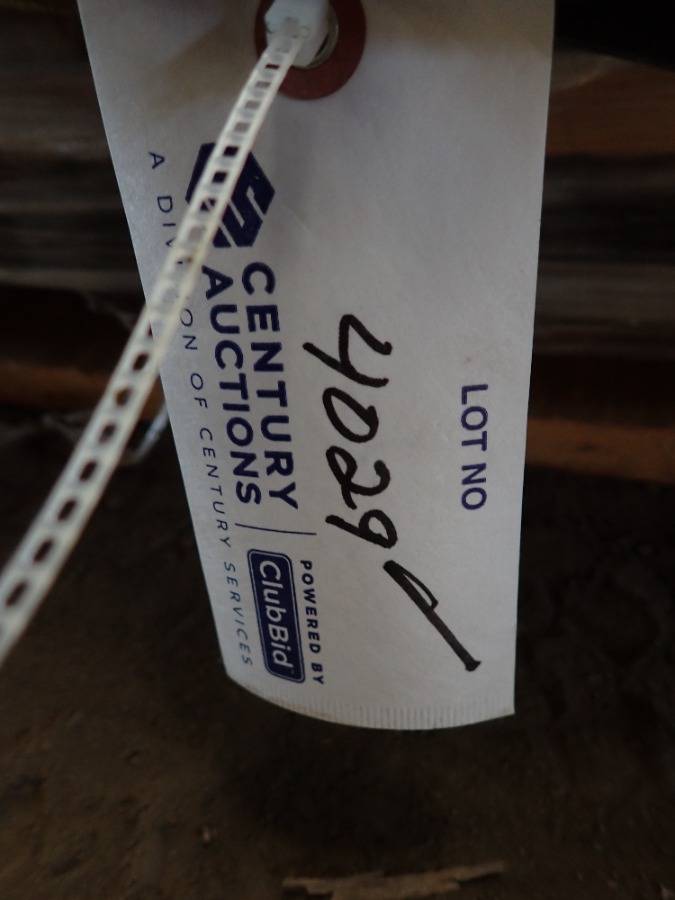 LOT NO
4029
CENTURY
AUCTIONS
A DIVISION OF CENTURY SERVICES
POWERED BY
ClubBid